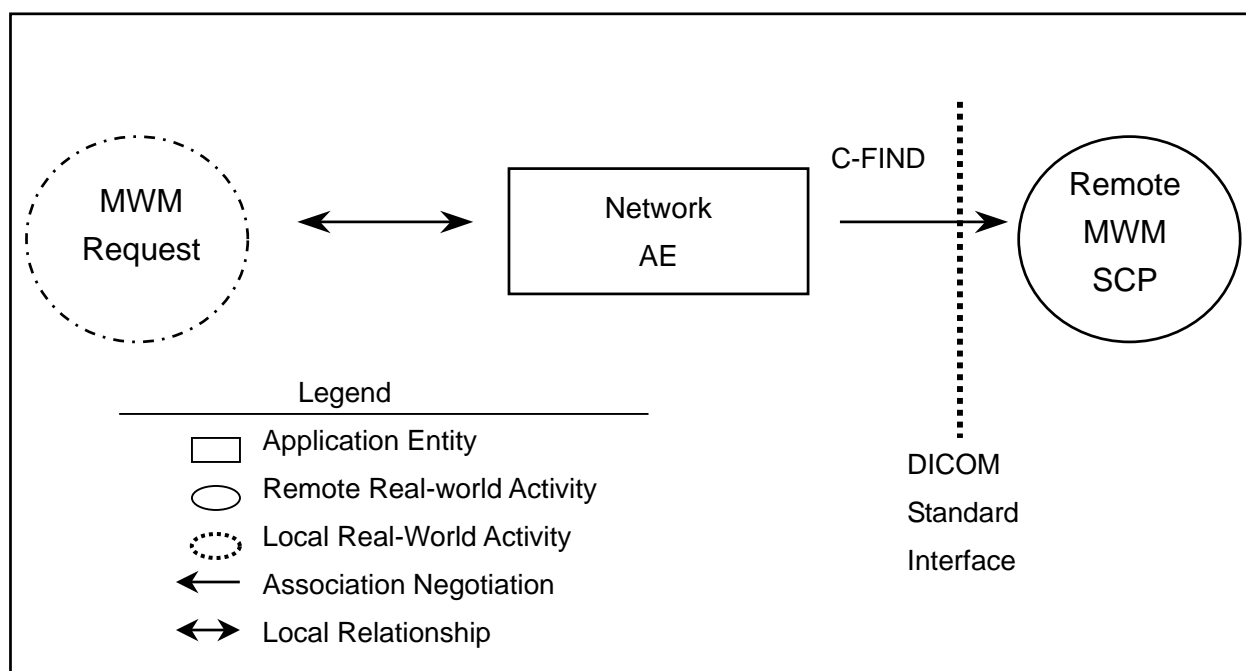 MWM
Request
Network
AE
C-FIND
Remote
MWM
SCP
DICOM
Standard
Interface
Legend
Application Entity
Remote Real-world Activity
Local Real-World Activity
Association Negotiation
Local Relationship